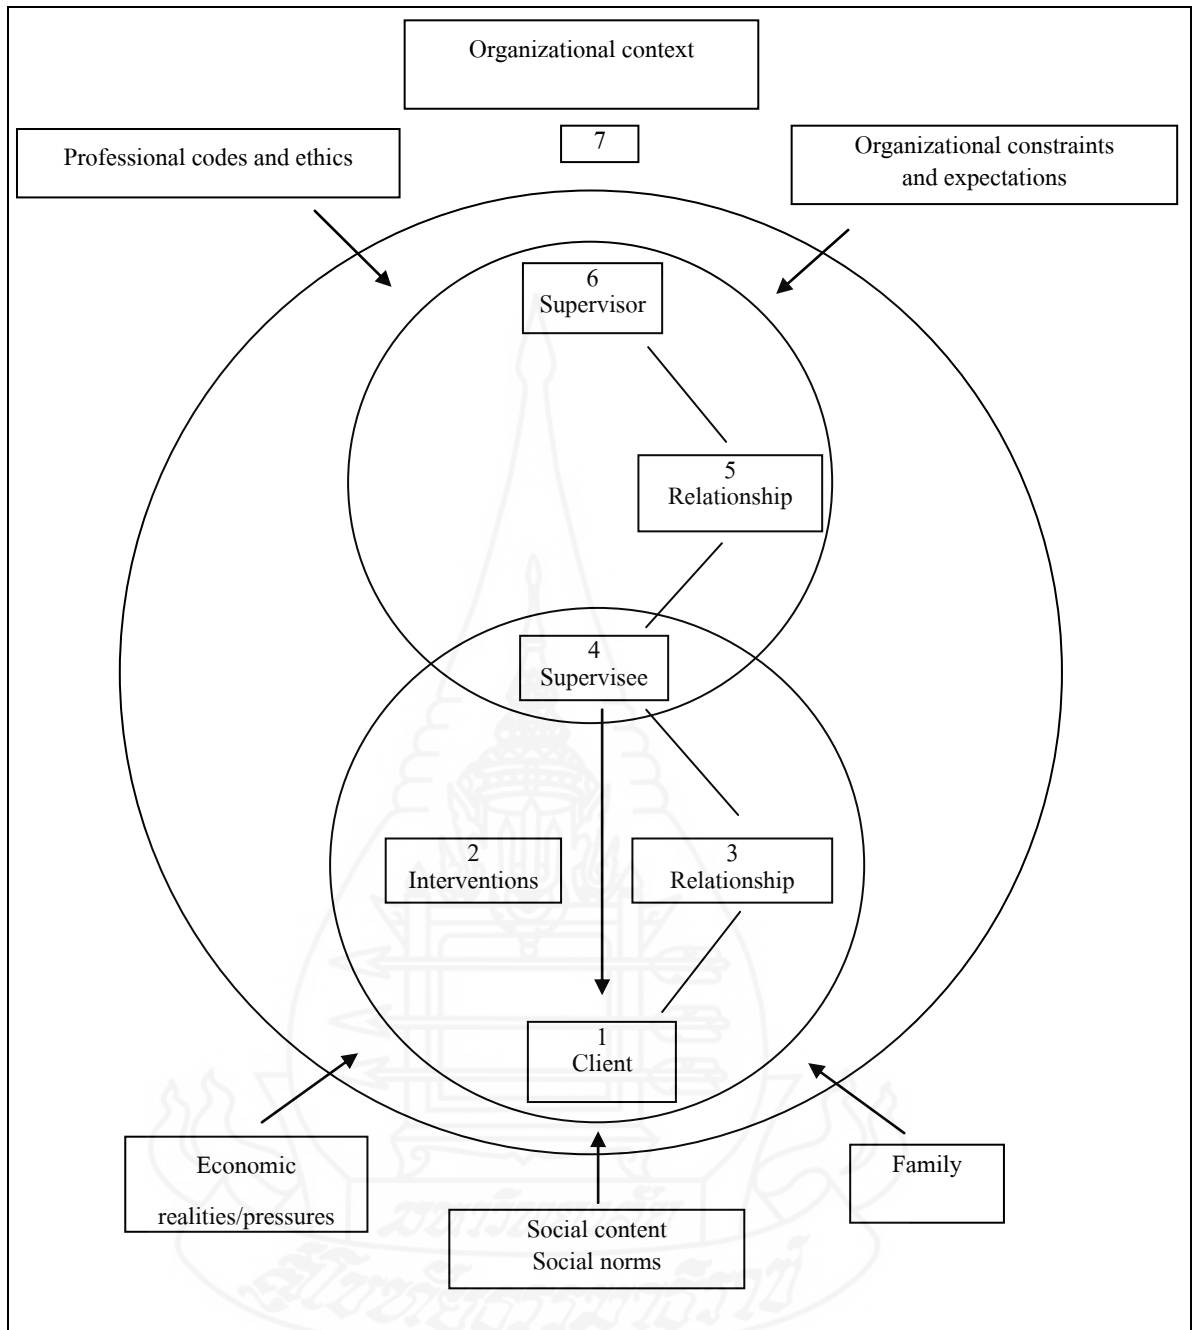 Organizational context
7
Professional codes and ethics
Organizational constraints
and expectations
6
Supervisor
5
Relationship
4
Supervisee
2
Interventions
3
Relationship
1
Client
Economic
realities/pressures
Social content
Social norms
Family